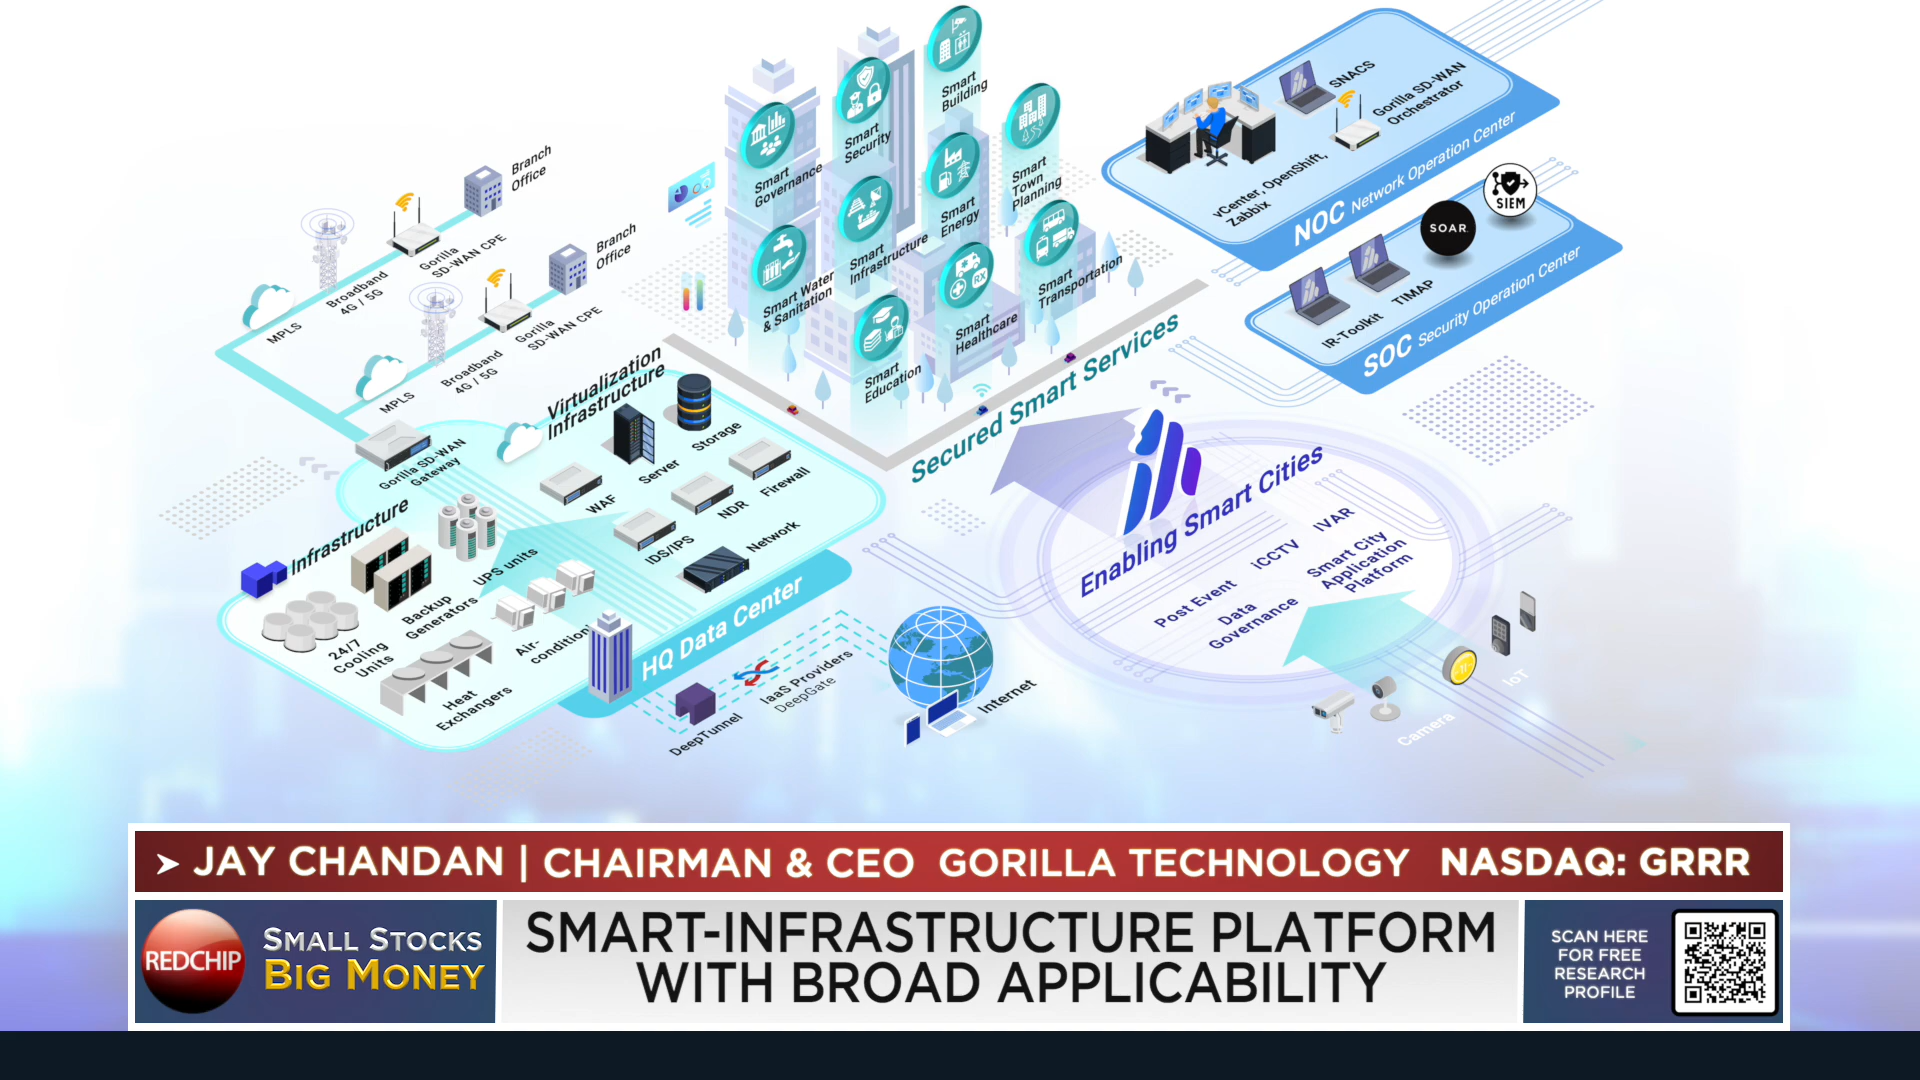 Branch
Office
Gorilla
SD-WAN CPE
Broadband
4G / 5G
MPLS
Branch
Office
Gorilla
SD-WAN CPE
Broadband
4G / 5G
MPLS
Smart
Building
Smart
Security
Smart
Governance
Smart
Town
Planning
Smart
Energy
Smart
Infrastructure
Smart
Transportation
Smart Water
& Sanitation
RX
Smart
Healthcare
Smart
Education
Secured Smart Services
SNACS
Gorilla SD-WAN
Orchestrator
vCenter, OpenShift,
Zabbix
NOC Network Operation Center
SIEM
SOAR
TIMAP
IR-Toolkit
SOC Security Operation Center
Virtualization
Infrastructure
Storage
Server
Firewall
WAF
NDR
IDS/IPS
Network
Gorilla SD-WAN
Gateway
Infrastructure
UPS units
Backup
Generators
24/7
Cooling
Units
Air-
condition
Heat
Exchangers
HQ Data Center
DeepTunnel
IaaS Providers
DeepGate
Internet
Enabling Smart Cities
IVAR
iCCTV
Post Event
Smart City
Application
Platform
Data
Governance
IoT
Camera
JAY CHANDAN | CHAIRMAN & CEO GORILLA TECHNOLOGY NASDAQ: GRRR
REDCHIP
SMALL STOCKS
BIG MONEY
SMART-INFRASTRUCTURE PLATFORM
WITH BROAD APPLICABILITY
SCAN HERE
FOR FREE
RESEARCH
PROFILE